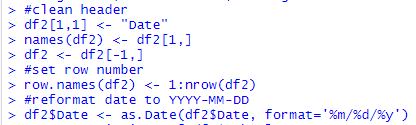 > #clean header
> df2[1,1] <- "Date"
> names(df2) <- df2[1,]
> df2 <- df2[-1,]
> #set row number
> row.names(df2) <- 1:nrow(df2)
> #reformat date to YYYY-MM-DD
> df2$Date <- as.Date(df2$Date, format='%m/%d/%y')